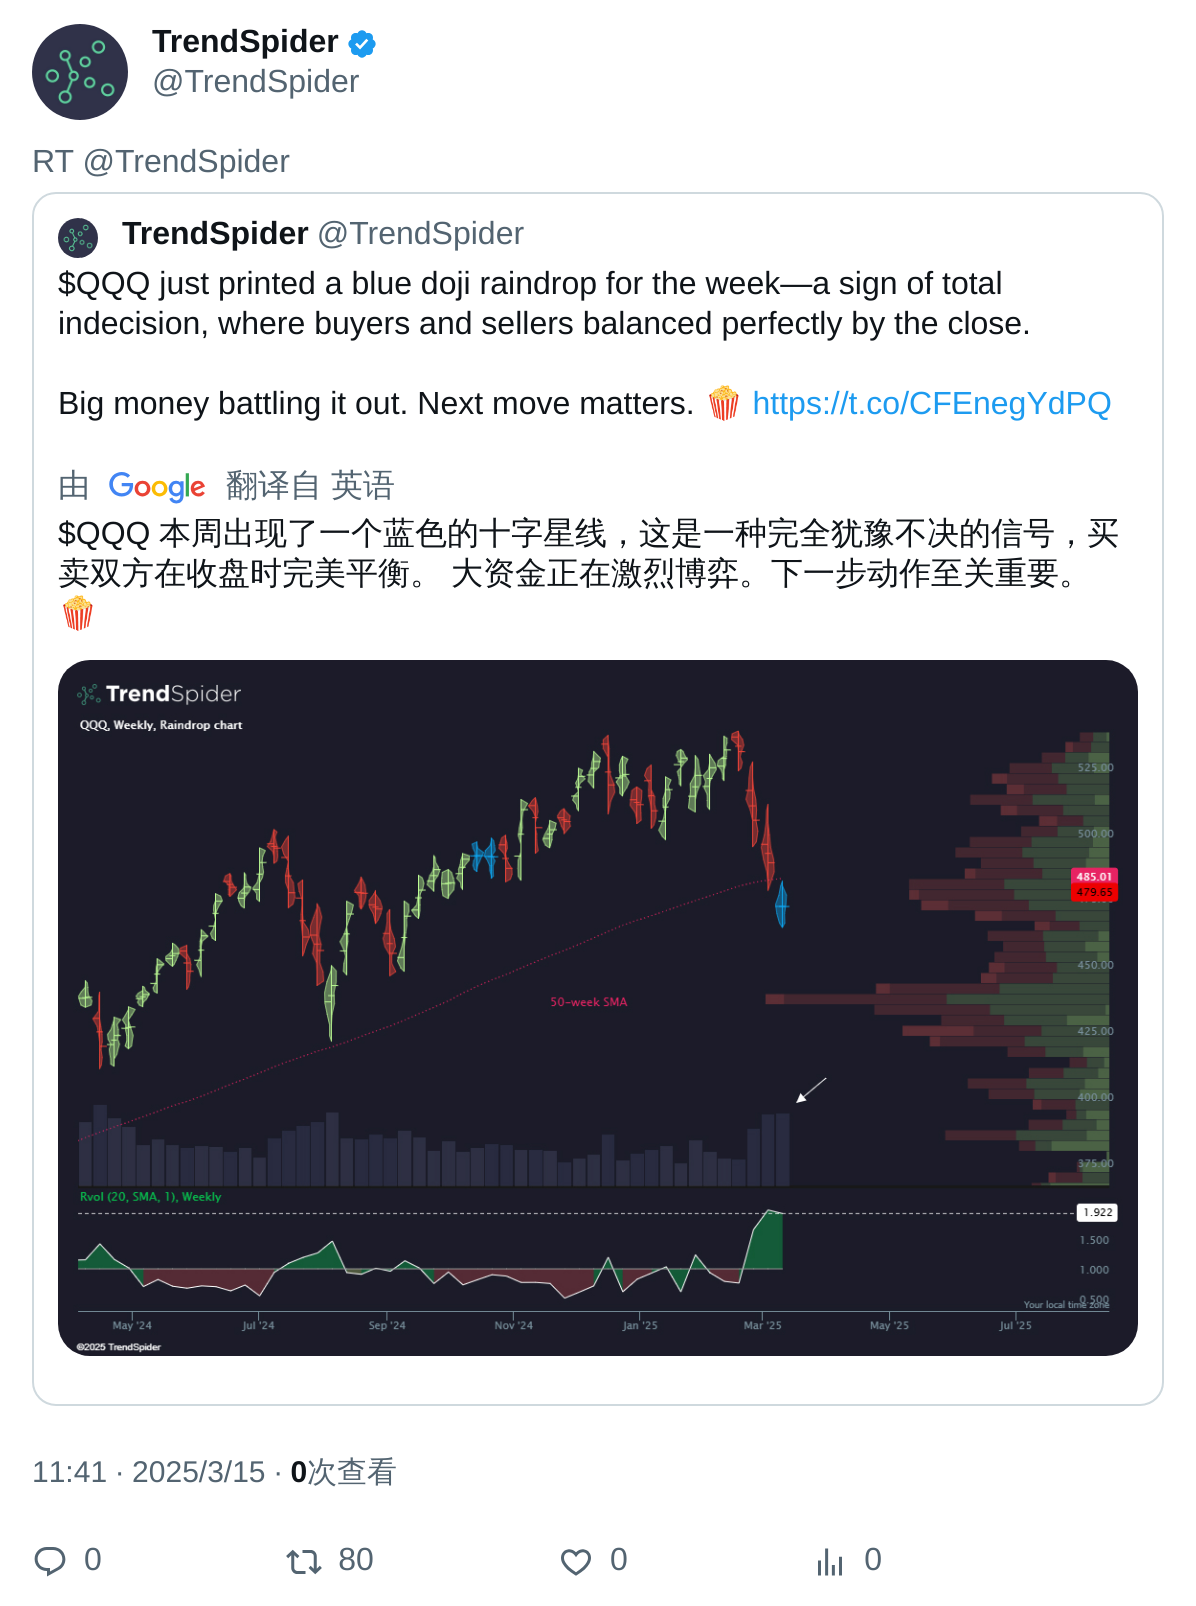 TrendSpider
@TrendSpider
RT @TrendSpider
TrendSpider @TrendSpider
$QQQ just printed a blue doji raindrop for the week—a sign of total
indecision, where buyers and sellers balanced perfectly by the close.
Big money battling it out. Next move matters. 🍿 https://t.co/CFEnegYdPQ
由 Google 翻译自 英语
$QQQ 本周出现了一个蓝色的十字星线，这是一种完全犹豫不决的信号，买
卖双方在收盘时完美平衡。 大资金正在激烈博弈。下一步动作至关重要。
🍿
TrendSpider
QQQ, Weekly, Raindrop chart
525.00
500.00
485.01
479.65
450.00
50-week SMA
425.00
400.00
375.00
Rvol (20, SMA, 1), Weekly
1.922
1.500
1.000
0.500
Your local time zone
May '24 Jul '24 Sep '24 Nov '24 Jan '25 Mar '25 May '25 Jul '25
©2025 TrendSpider
11:41 · 2025/3/15 · 0次查看
0 80 0 0